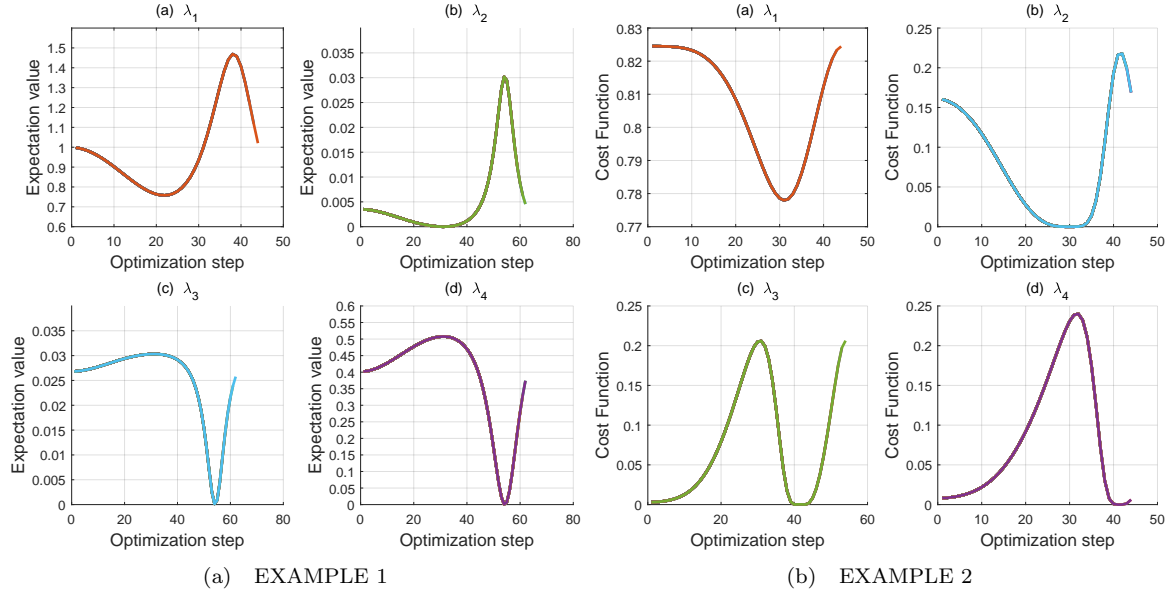 (a) λ1
Expectation value
1.5
1.4
1.3
1.2
1.1
1
0.9
0.8
0.7
0.6
0 10 20 30 40 50
Optimization step
(b) λ2
Expectation value
0.035
0.03
0.025
0.02
0.015
0.01
0.005
0
0 20 40 60 80
Optimization step
(a) λ1
Cost Function
0.83
0.82
0.81
0.8
0.79
0.78
0.77
0 10 20 30 40 50
Optimization step
(b) λ2
Cost Function
0.25
0.2
0.15
0.1
0.05
0
0 10 20 30 40 50
Optimization step
(c) λ3
Expectation value
0.035
0.03
0.025
0.02
0.015
0.01
0.005
0
0 20 40 60 80
Optimization step
(d) λ4
Expectation value
0.6
0.55
0.5
0.45
0.4
0.35
0.3
0.25
0.2
0.15
0.1
0.05
0
0 20 40 60 80
Optimization step
(c) λ3
Cost Function
0.25
0.2
0.15
0.1
0.05
0
0 20 40 60
Optimization step
(d) λ4
Cost Function
0.25
0.2
0.15
0.1
0.05
0
0 10 20 30 40 50
Optimization step
(a) EXAMPLE 1
(b) EXAMPLE 2